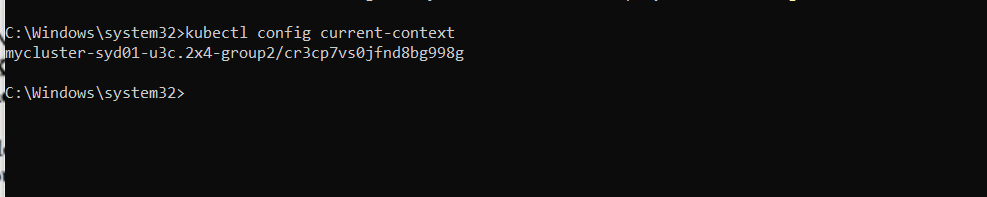 C:\Windows\system32>kubectl config current-context
mycluster-syd01-u3c.2x4-group2/cr3cp7vs0jfnd8bg998g
C:\Windows\system32>